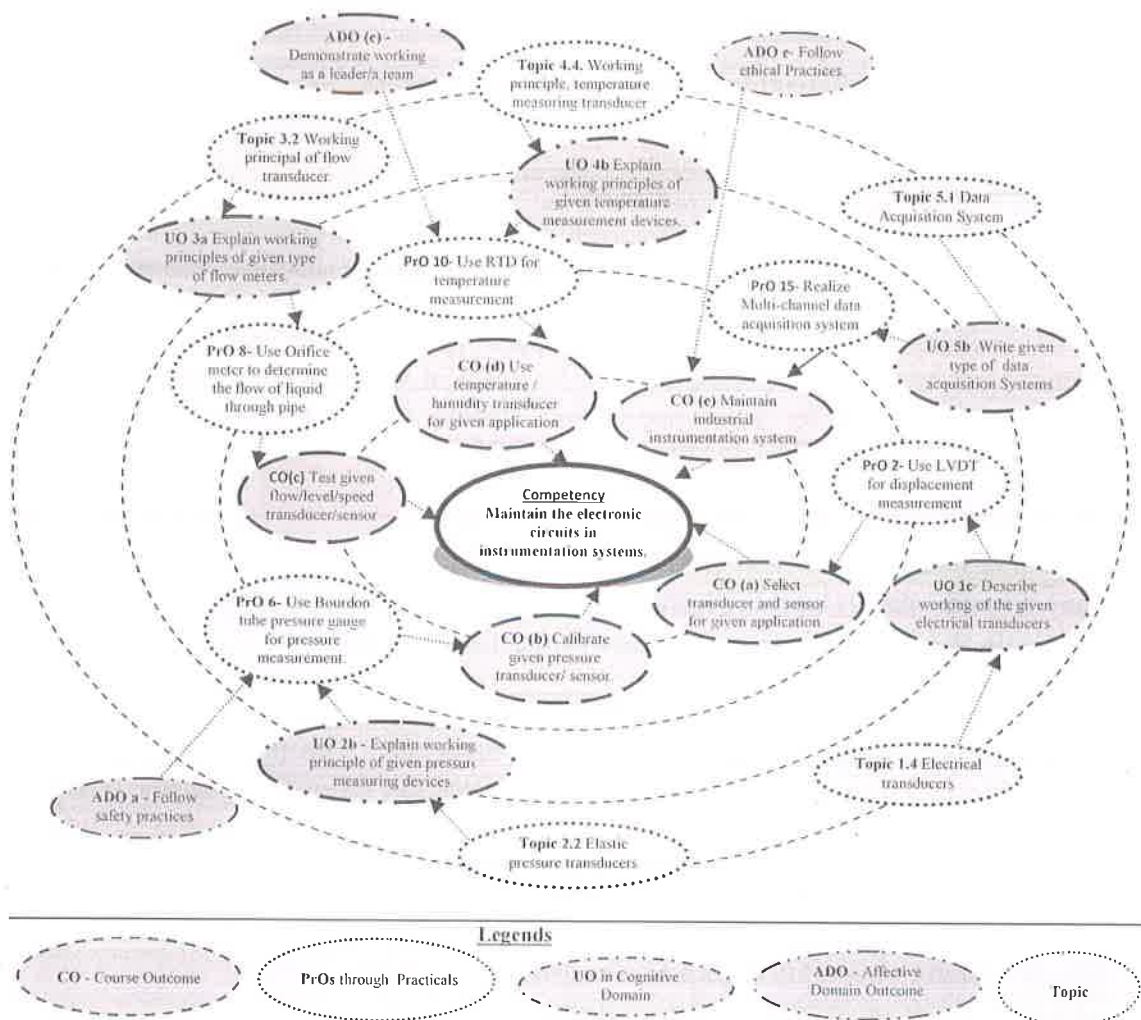 ADO (c) -
Demonstrate working
as a leader/a team
Topic 4.4. Working
principle, temperature
measuring transducer
ADO e- Follow
ethical Practices
Topic 3.2 Working
principal of flow
transducer.
UO 4b Explain
working principles of
given temperature
measurement devices.
Topic 5.1 Data
Acquisition System
UO 3a Explain working
principles of given type
of flow meters.
PrO 10- Use RTD for
temperature
measurement
PrO 15- Realize
Multi-channel data
acquisition system
UO 5b Write given
type of data
acquisition Systems
PrO 8- Use Orifice
meter to determine
the flow of liquid
through pipe
CO (d) Use
temperature /
humidity transducer
for given application
CO (e) Maintain
industrial
instrumentation system
CO(c) Test given
flow/level/speed
transducer/sensor
Competency
Maintain the electronic
circuits in
instrumentation systems.
PrO 2- Use LVDT
for displacement
measurement
PrO 6- Use Bourdon
tube pressure gauge
for pressure
measurement.
CO (b) Calibrate
given pressure
transducer/ sensor.
CO (a) Select
transducer and sensor
for given application
UO 1c- Describe
working of the given
electrical transducers
UO 2b - Explain working
principle of given pressure
measuring devices
Topic 1.4 Electrical
transducers
ADO a - Follow
safety practices
Topic 2.2 Elastic
pressure transducers
Legends
CO - Course Outcome
PrOs through Practicals
UO in Cognitive
Domain
ADO - Affective
Domain Outcome
Topic